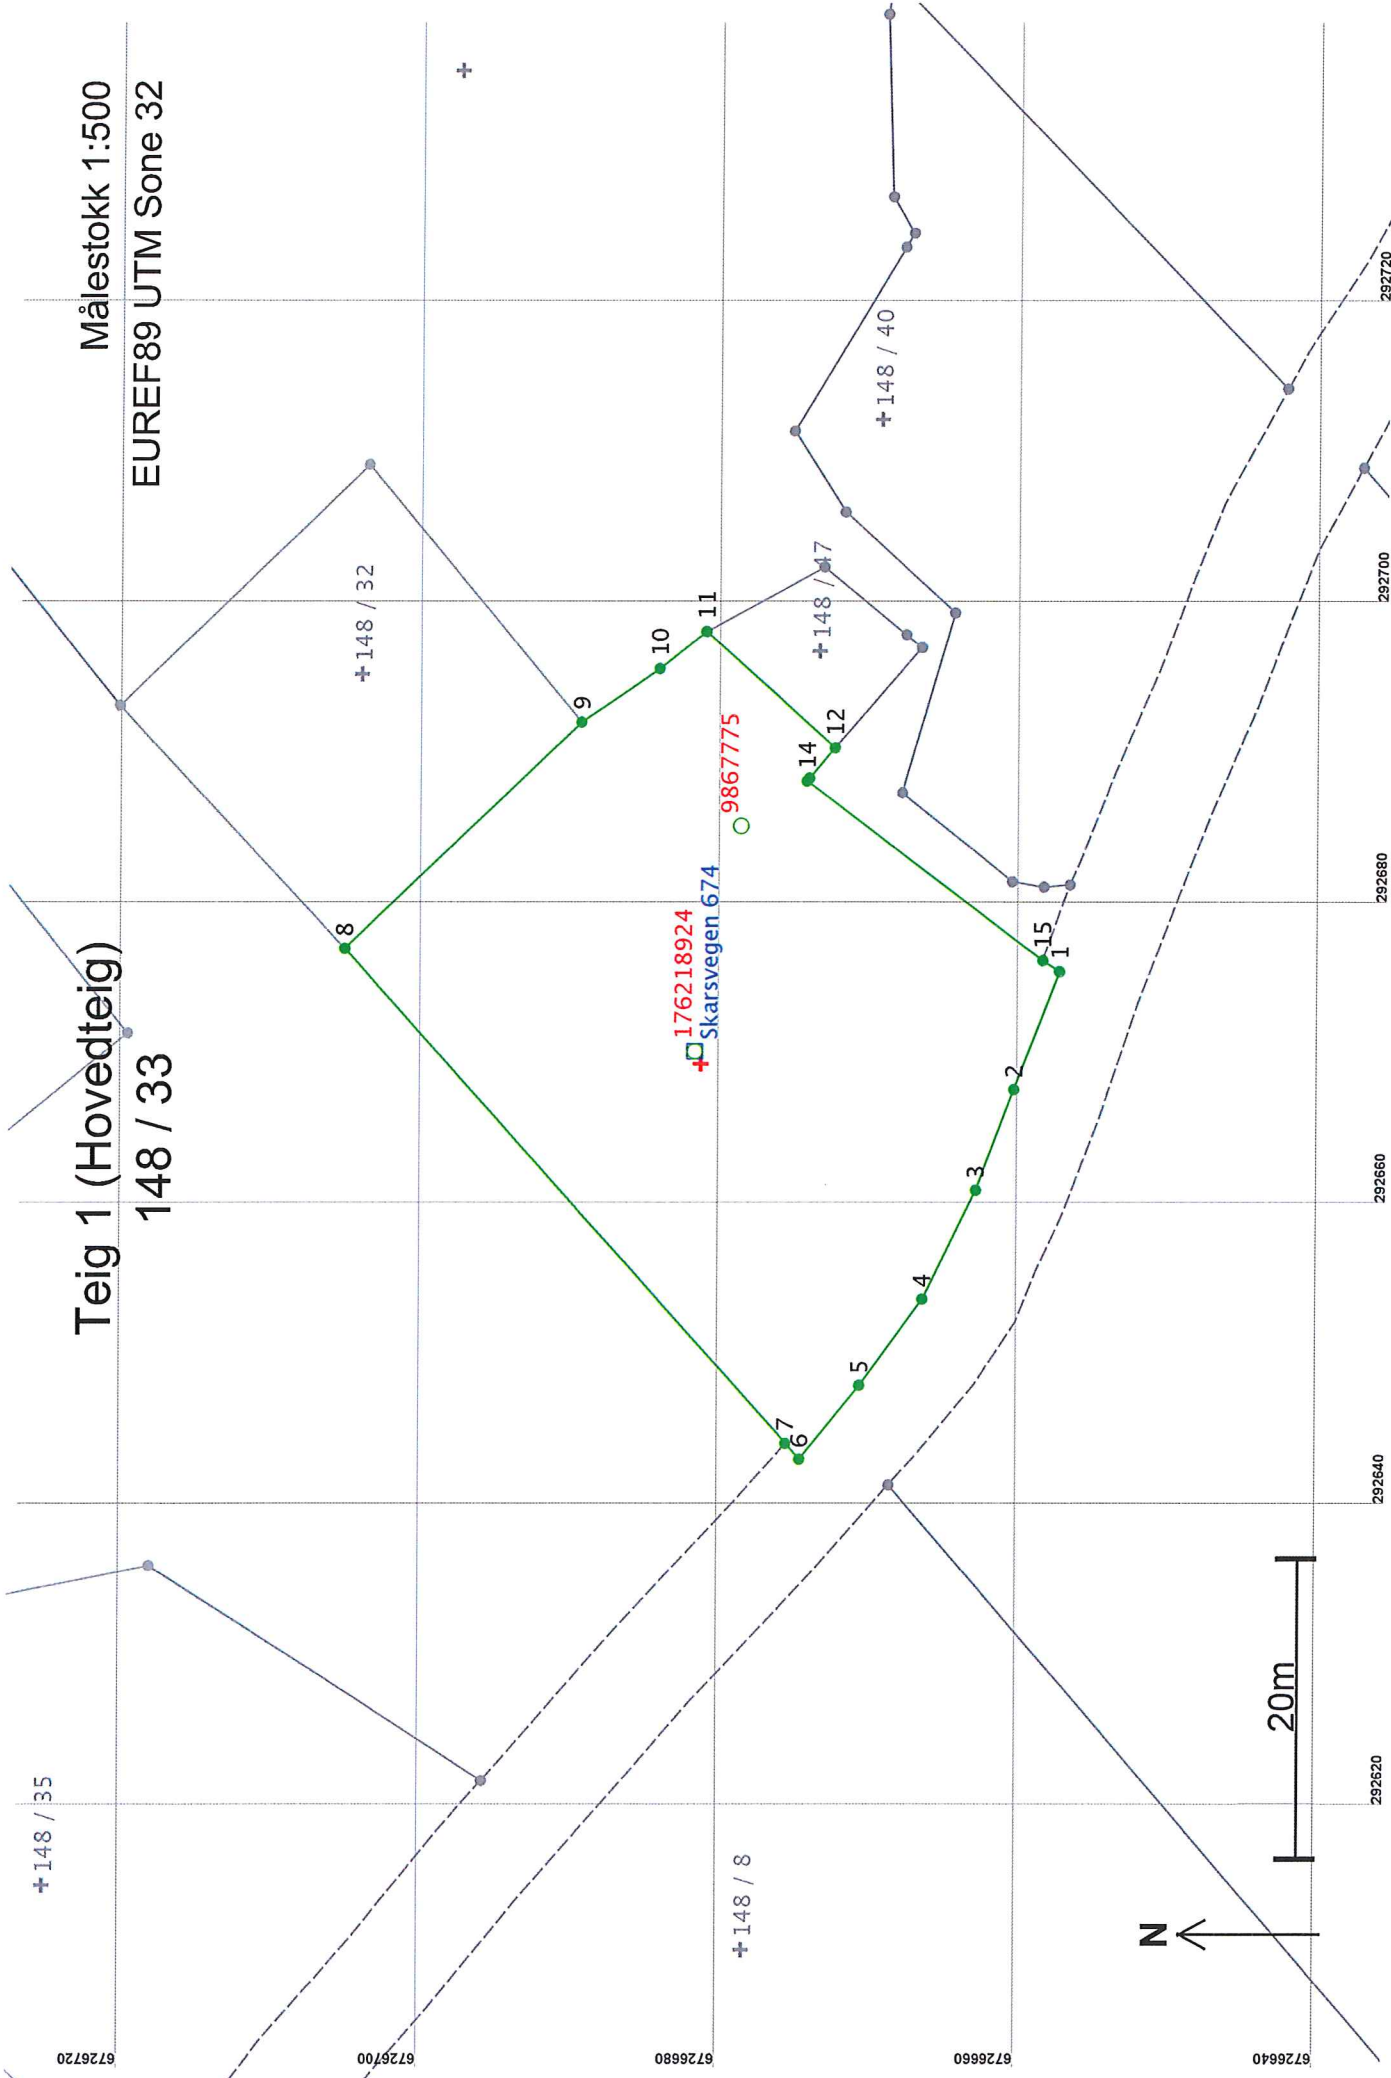 Målestokk 1:500
EUREF89 UTM Sone 32
Teig 1 (Hovedteig)
148 / 33
+148 / 35
+148 / 32
+148 / 40
+148 / 47
+148 / 8
8
9
10
11
12
14
15
1
2
3
4
5
6
7
176218924
Skarsvegen 674
9867775
N
20m
6726720
6726700
6726680
6726660
6726640
292620
292640
292660
292680
292700
292720